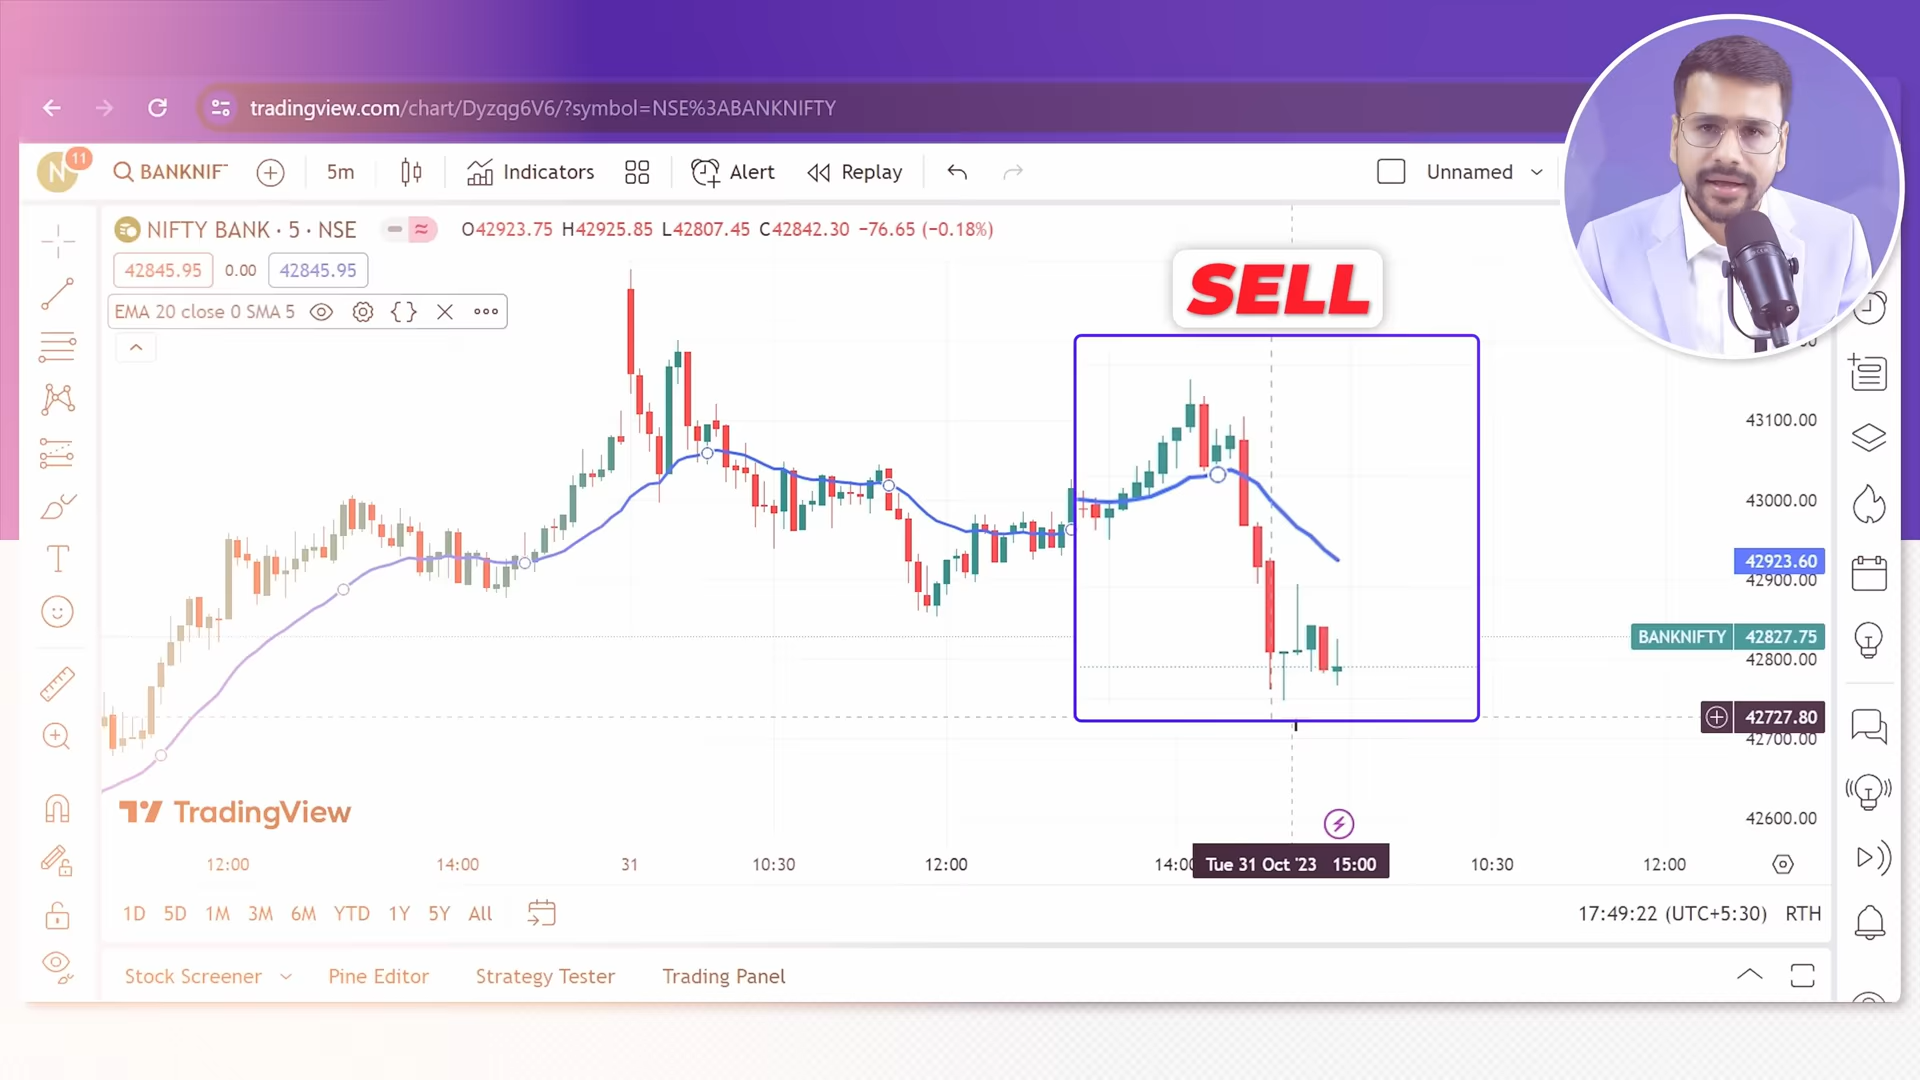 tradingview.com/chart/Dyzqg6V6/?symbol=NSE%3ABANKNIFTY
N 11 BANKNIF 5m Indicators Alert Replay Unnamed
NIFTY BANK · 5 · NSE O42923.75 H42925.85 L42807.45 C42842.30 −76.65 (−0.18%)
42845.95 0.00 42845.95
SELL
EMA 20 close 0 SMA 5
43100.00
43000.00
42923.60
42900.00
BANKNIFTY 42827.75
42800.00
42727.80
42700.00
TradingView
42600.00
12:00 14:00 31 10:30 12:00 14:00 Tue 31 Oct '23 15:00 10:30 12:00
1D 5D 1M 3M 6M YTD 1Y 5Y All 17:49:22 (UTC+5:30) RTH
Stock Screener Pine Editor Strategy Tester Trading Panel